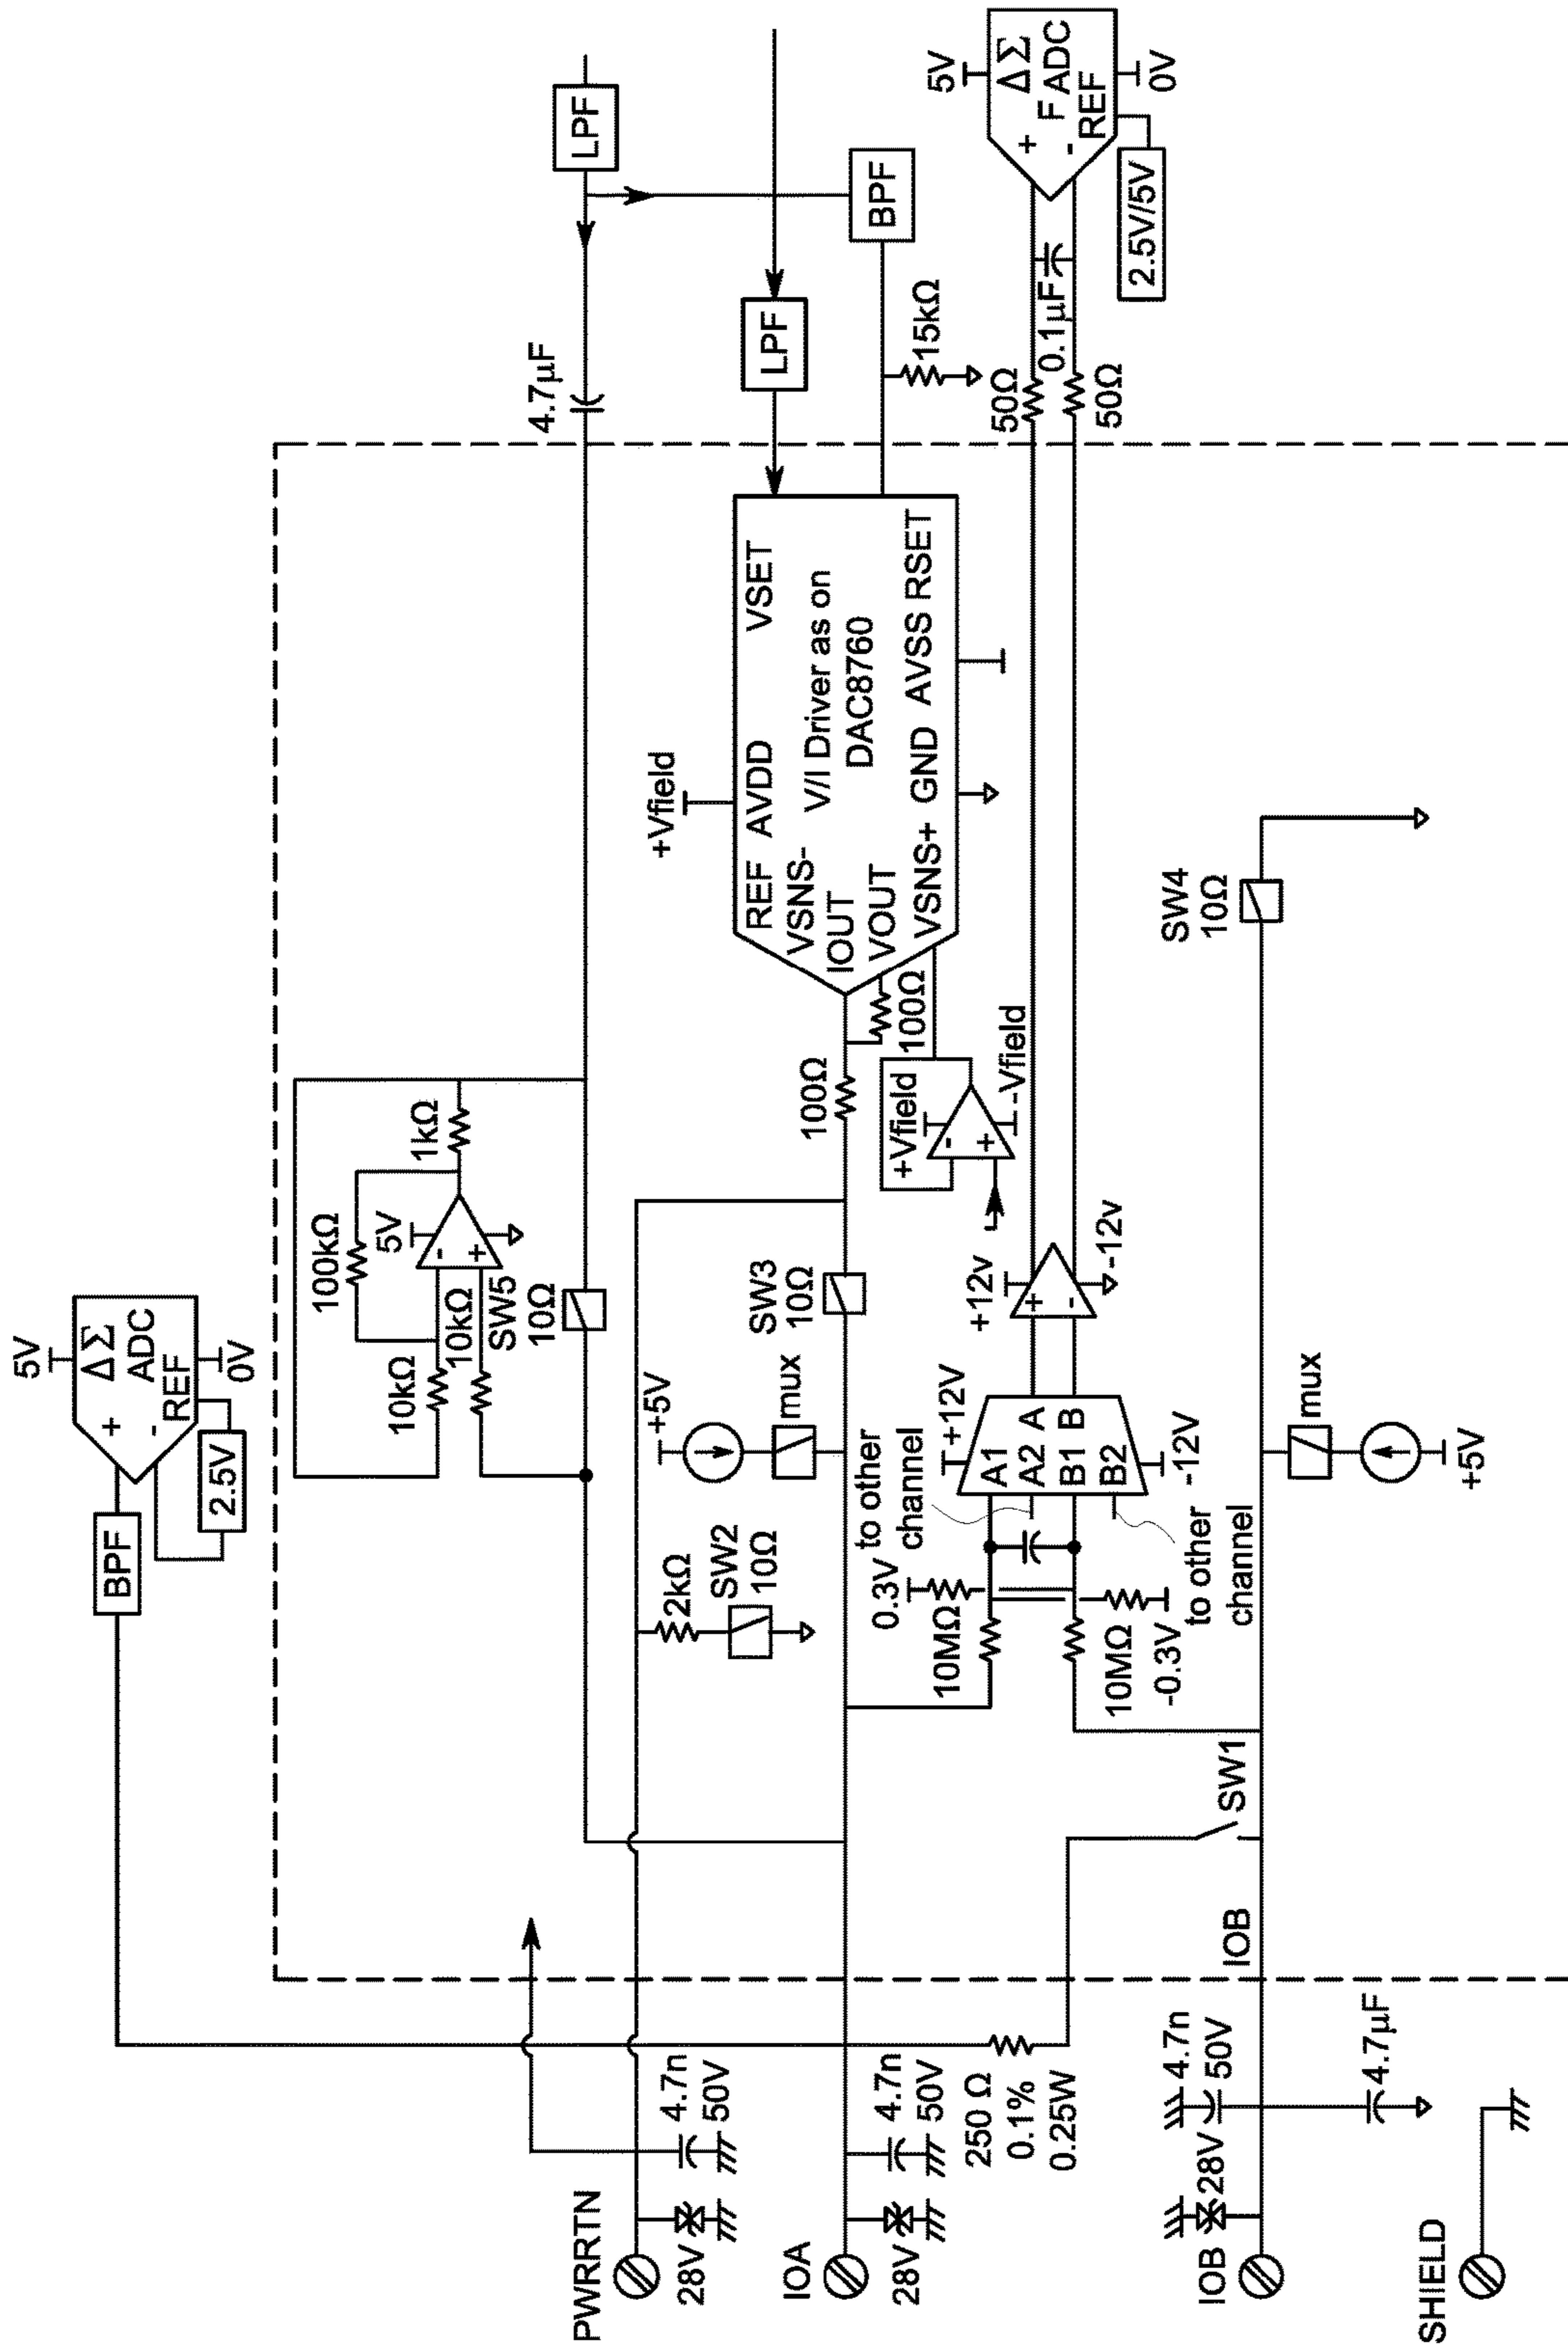 5V
ΔΣ
ADC
REF
+
-
0V
2.5V
BPF
100kΩ
1kΩ
5V
-
+
10kΩ
10kΩ
SW5
10Ω
4.7µF
LPF
LPF
BPF
15kΩ
+Vfield
REF AVDD VSET
VSNS-
V/I Driver as on
DAC8760
IOUT
VOUT
VSNS+ GND AVSS RSET
100Ω
100Ω
+Vfield
-
+
-Vfield
SW3
10Ω
+5V
mux
SW2
10Ω
2kΩ
to other
channel
0.3V
10MΩ
10MΩ
-0.3V
+12V
A1
A2 A
B1 B
B2
-12V
to other
channel
+12v
+
-
-12v
50Ω
50Ω
0.1µF
5V
ΔΣ
F ADC
REF
+
-
0V
2.5V/5V
SW4
10Ω
mux
+5V
SW1
IOB
PWRRTN
28V
4.7n
50V
IOA
28V
4.7n
50V
250 Ω
0.1%
0.25W
IOB
28V
4.7n
50V
4.7µF
SHIELD